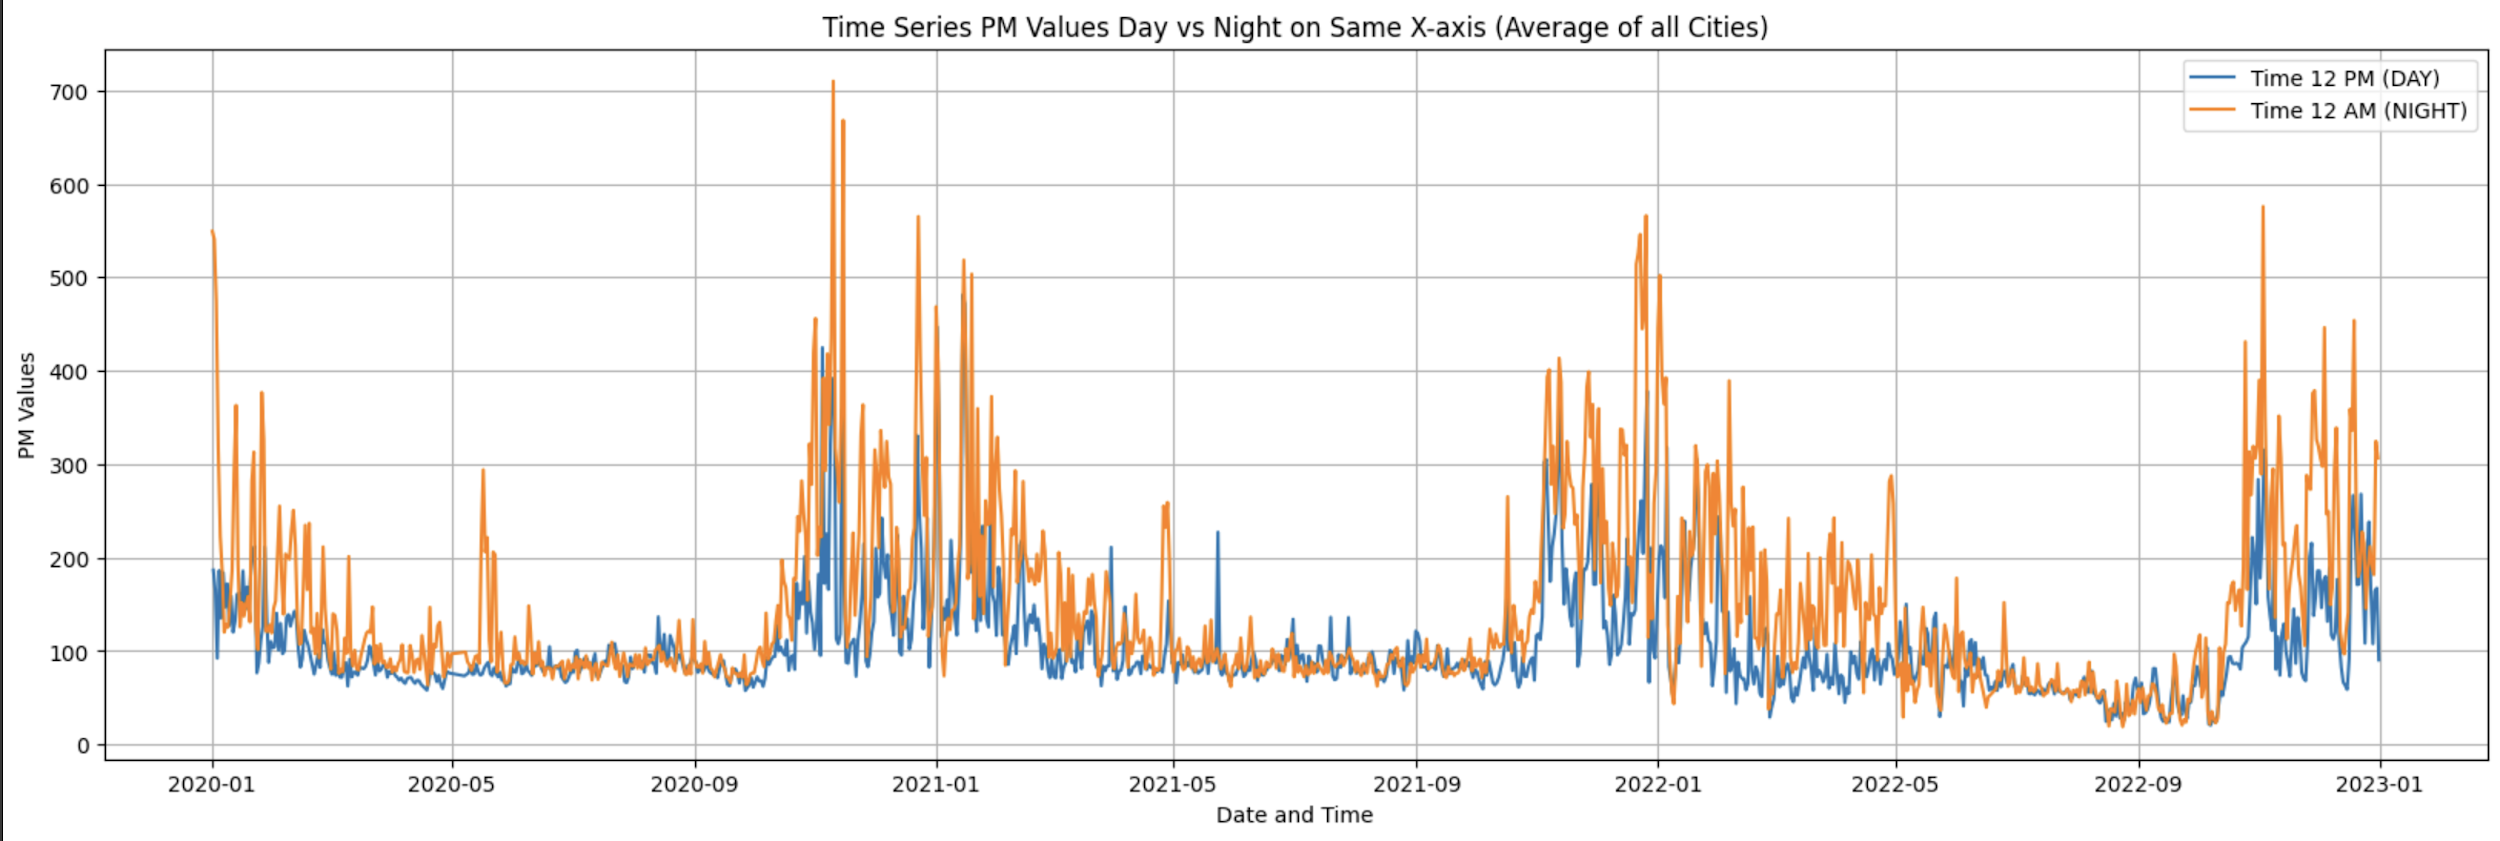 Time Series PM Values Day vs Night on Same X-axis (Average of all Cities)
Time 12 PM (DAY)
Time 12 AM (NIGHT)
PM Values
700
600
500
400
300
200
100
0
2020-01 2020-05 2020-09 2021-01 2021-05 2021-09 2022-01 2022-05 2022-09 2023-01
Date and Time